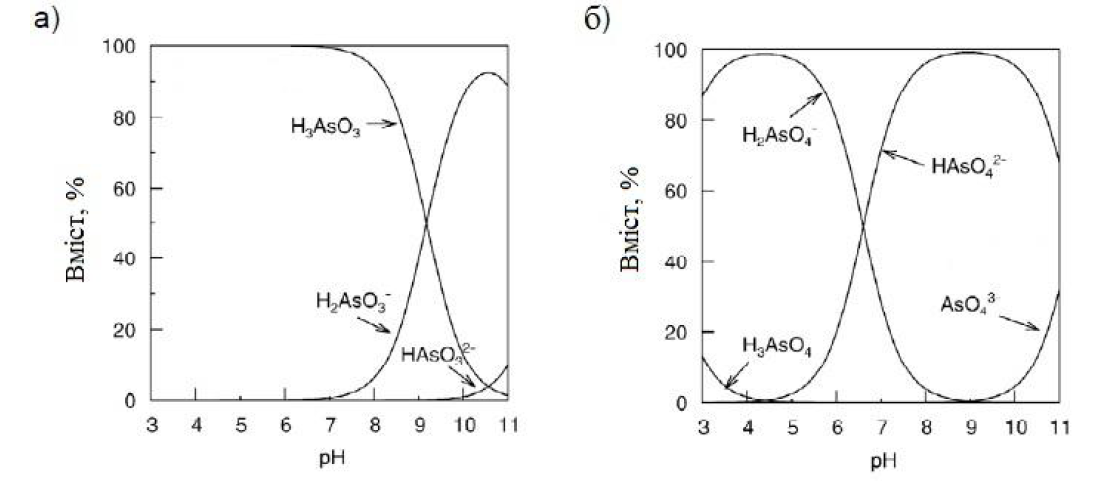 а)
100
80
60
40
20
0
Вміст, %
H₃AsO₃
H₂AsO₃⁻
HAsO₃²⁻
3 4 5 6 7 8 9 10 11
pH
б)
100
80
60
40
20
0
Вміст, %
H₂AsO₄⁻
HAsO₄²⁻
AsO₄³⁻
H₃AsO₄
3 4 5 6 7 8 9 10 11
pH